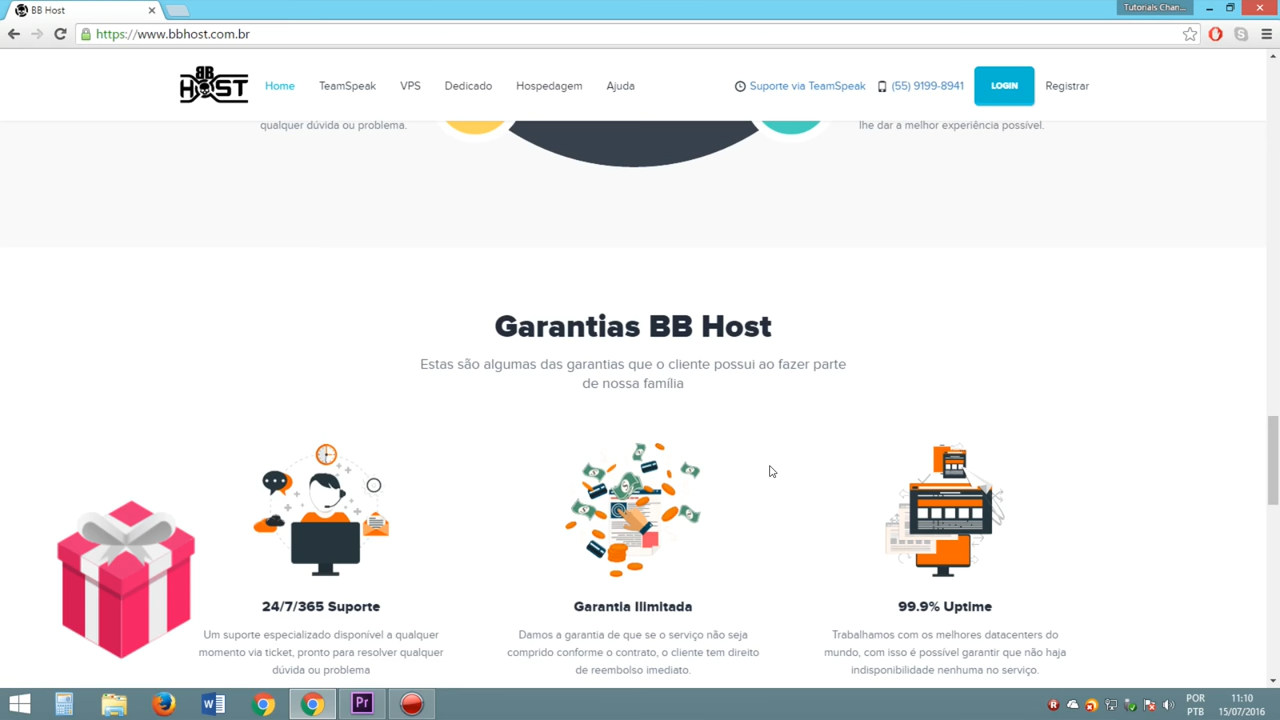 BB Host
Tutorials Chan...
https://www.bbhost.com.br
BB HOST
Home
TeamSpeak
VPS
Dedicado
Hospedagem
Ajuda
Suporte via TeamSpeak
(55) 9199-8941
LOGIN
Registrar
qualquer dúvida ou problema.
lhe dar a melhor experiência possível.
Garantias BB Host
Estas são algumas das garantias que o cliente possui ao fazer parte
de nossa família
24/7/365 Suporte
Um suporte especializado disponível a qualquer
momento via ticket, pronto para resolver qualquer
dúvida ou problema
Garantia Ilimitada
Damos a garantia de que se o serviço não seja
comprido conforme o contrato, o cliente tem direito
de reembolso imediato.
99.9% Uptime
Trabalhamos com os melhores datacenters do
mundo, com isso é possível garantir que não haja
indisponibilidade nenhuma no serviço.
Pr
POR
PTB
11:10
15/07/2016